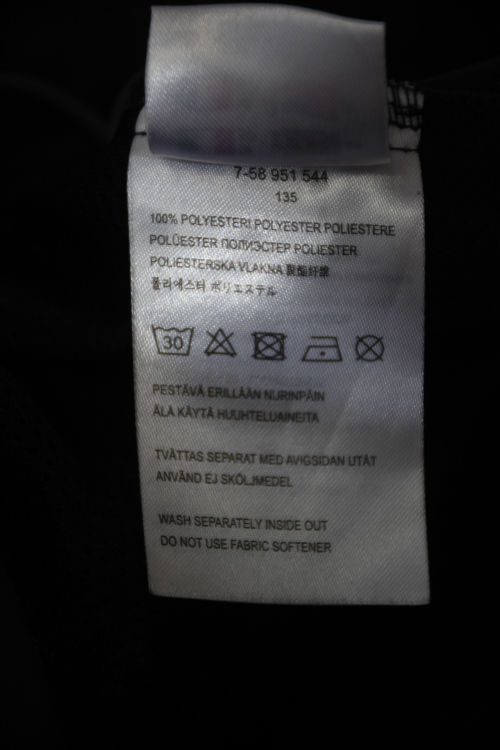 7-58 951 544
135
100% POLYESTERI POLYESTER POLIESTERE
POLÜESTER ПОЛИЭСТЕР POLIESTER
POLIESTERSKA VLAKNA 聚酯纤维
폴리에스터 ポリエステル
30
PESTÄVÄ ERILLÄÄN NURINPÄIN
ÄLÄ KÄYTÄ HUUHTELUAINEITA
TVÄTTAS SEPARAT MED AVIGSIDAN UTÅT
ANVÄND EJ SKÖLJMEDEL
WASH SEPARATELY INSIDE OUT
DO NOT USE FABRIC SOFTENER